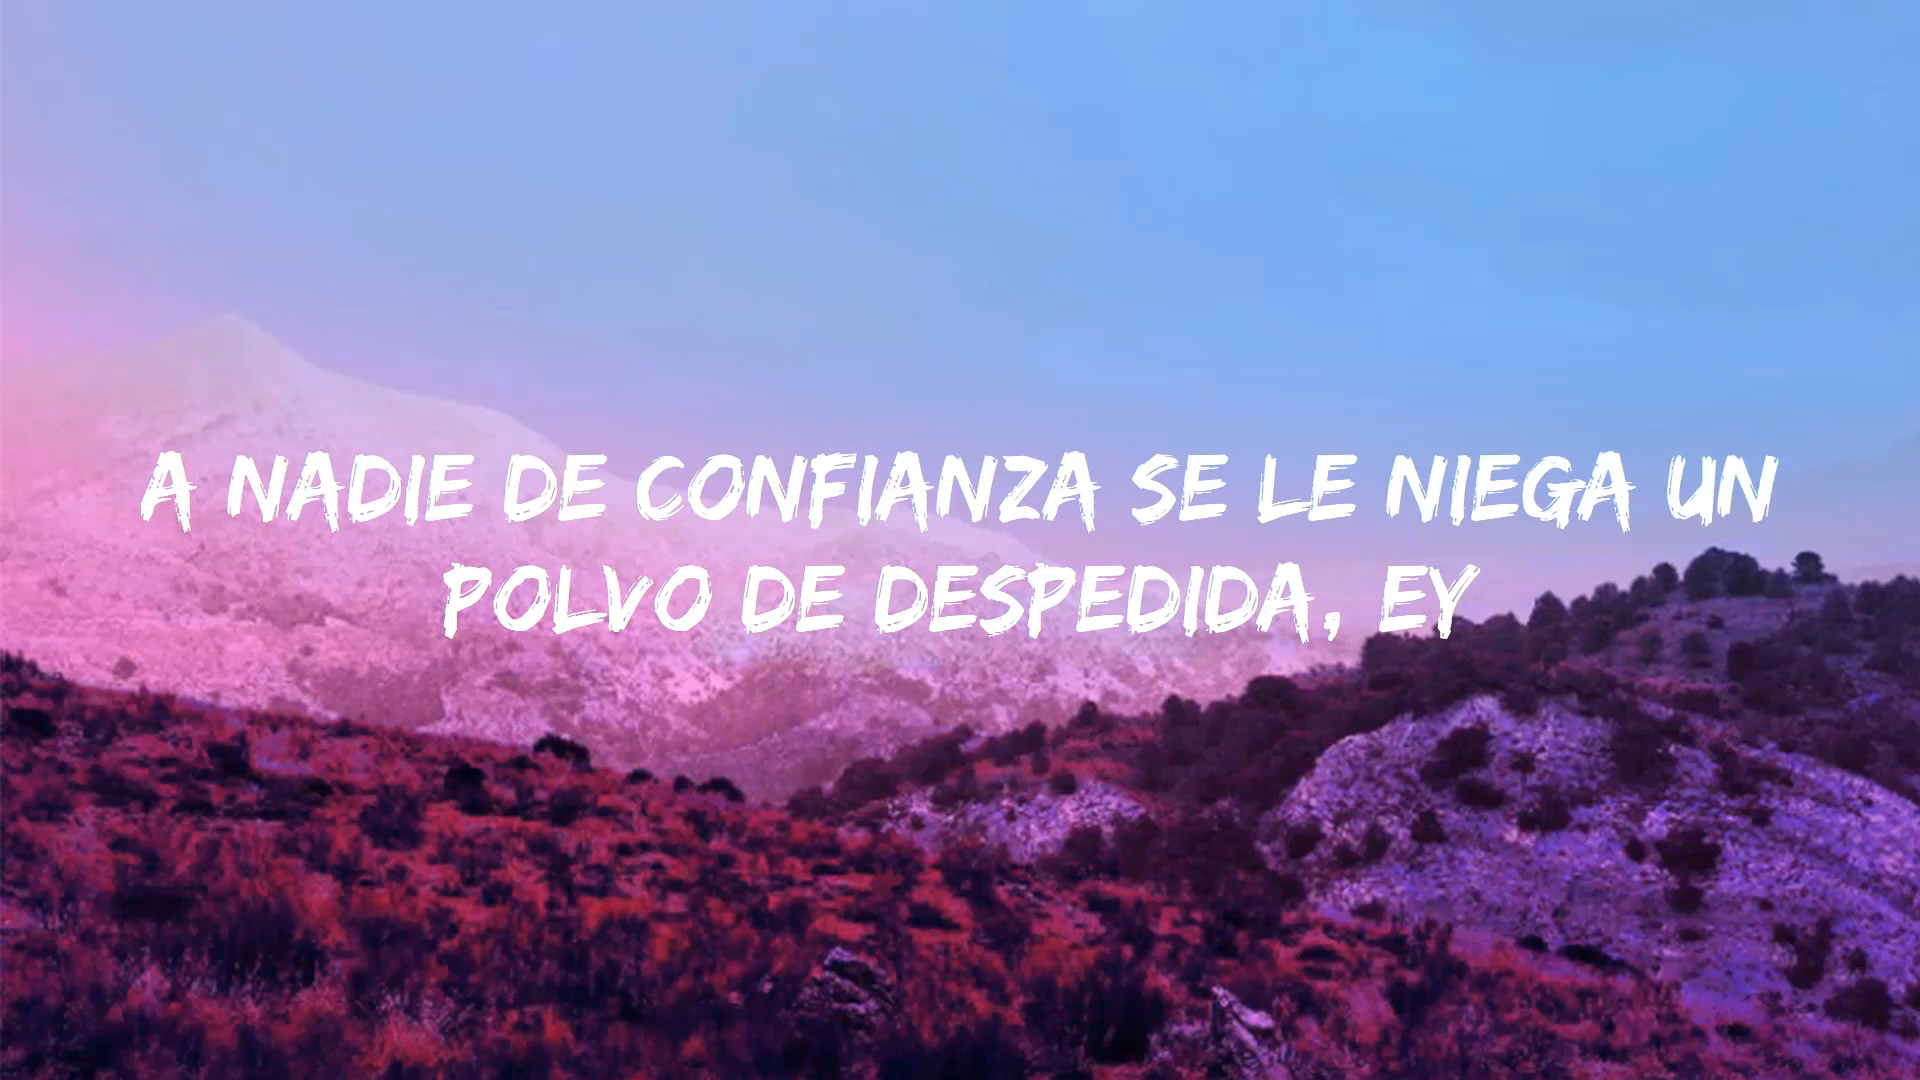 A NADIE DE CONFIANZA SE LE NIEGA UN
POLVO DE DESPEDIDA, EY